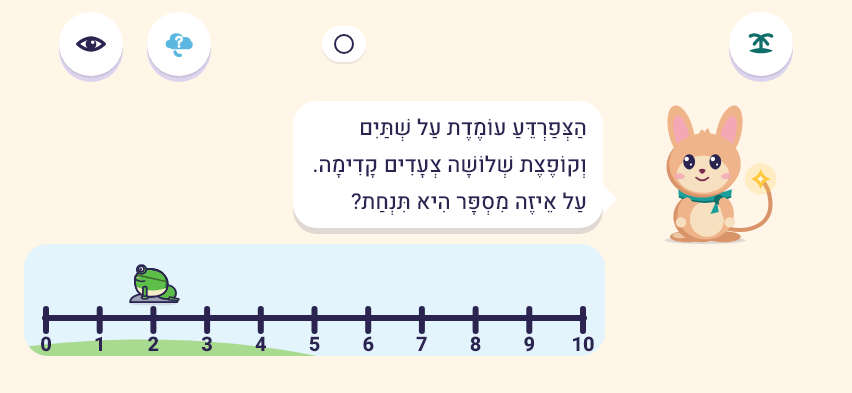 ?
הַצְּפַרְדֵּעַ עוֹמֶדֶת עַל שְׁתַּיִם
וְקוֹפֶצֶת שְׁלוֹשָׁה צְעָדִים קָדִימָה.
עַל אֵיזֶה מִסְפָּר הִיא תִּנְחַת?
0 1 2 3 4 5 6 7 8 9 10